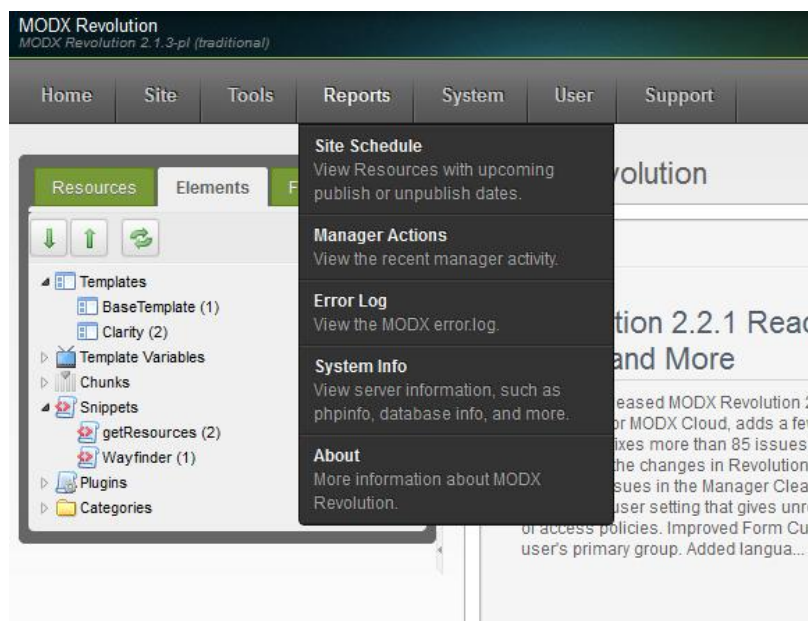 MODX Revolution
MODX Revolution 2.1.3-pl (traditional)
Home Site Tools Reports System User Support
Resources Elements F
Templates
BaseTemplate (1)
Clarity (2)
Template Variables
Chunks
Snippets
getResources (2)
Wayfinder (1)
Plugins
Categories
Site Schedule
View Resources with upcoming
publish or unpublish dates.
Manager Actions
View the recent manager activity.
Error Log
View the MODX error.log.
System Info
View server information, such as
phpinfo, database info, and more.
About
More information about MODX
Revolution.
volution
tion 2.2.1 Read
and More
eased MODX Revolution 2
or MODX Cloud, adds a fe
ixes more than 85 issues
he changes in Revolution
sues in the Manager Clea
user setting that gives unr
of access policies. Improved Form Cu
user's primary group. Added langua...